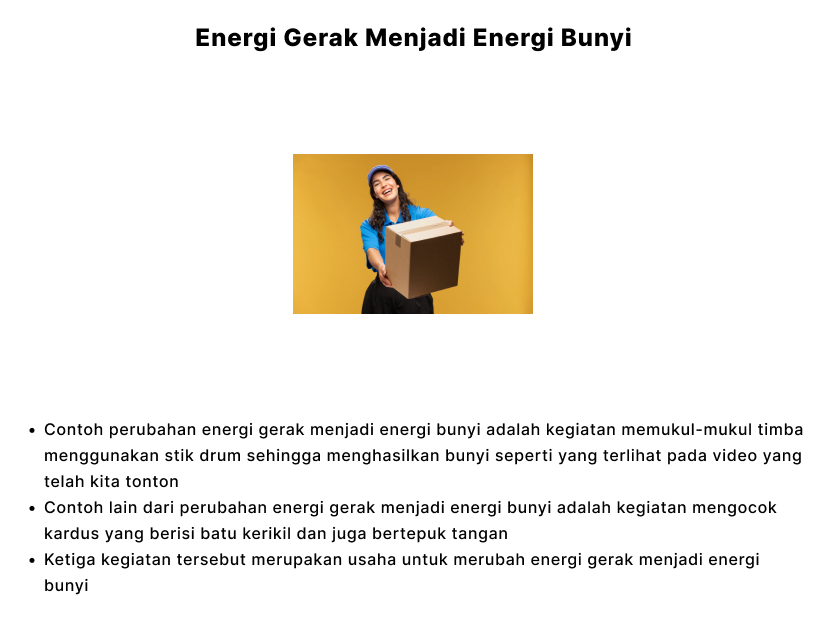 Energi Gerak Menjadi Energi Bunyi
• Contoh perubahan energi gerak menjadi energi bunyi adalah kegiatan memukul-mukul timba
menggunakan stik drum sehingga menghasilkan bunyi seperti yang terlihat pada video yang
telah kita tonton
• Contoh lain dari perubahan energi gerak menjadi energi bunyi adalah kegiatan mengocok
kardus yang berisi batu kerikil dan juga bertepuk tangan
• Ketiga kegiatan tersebut merupakan usaha untuk merubah energi gerak menjadi energi
bunyi